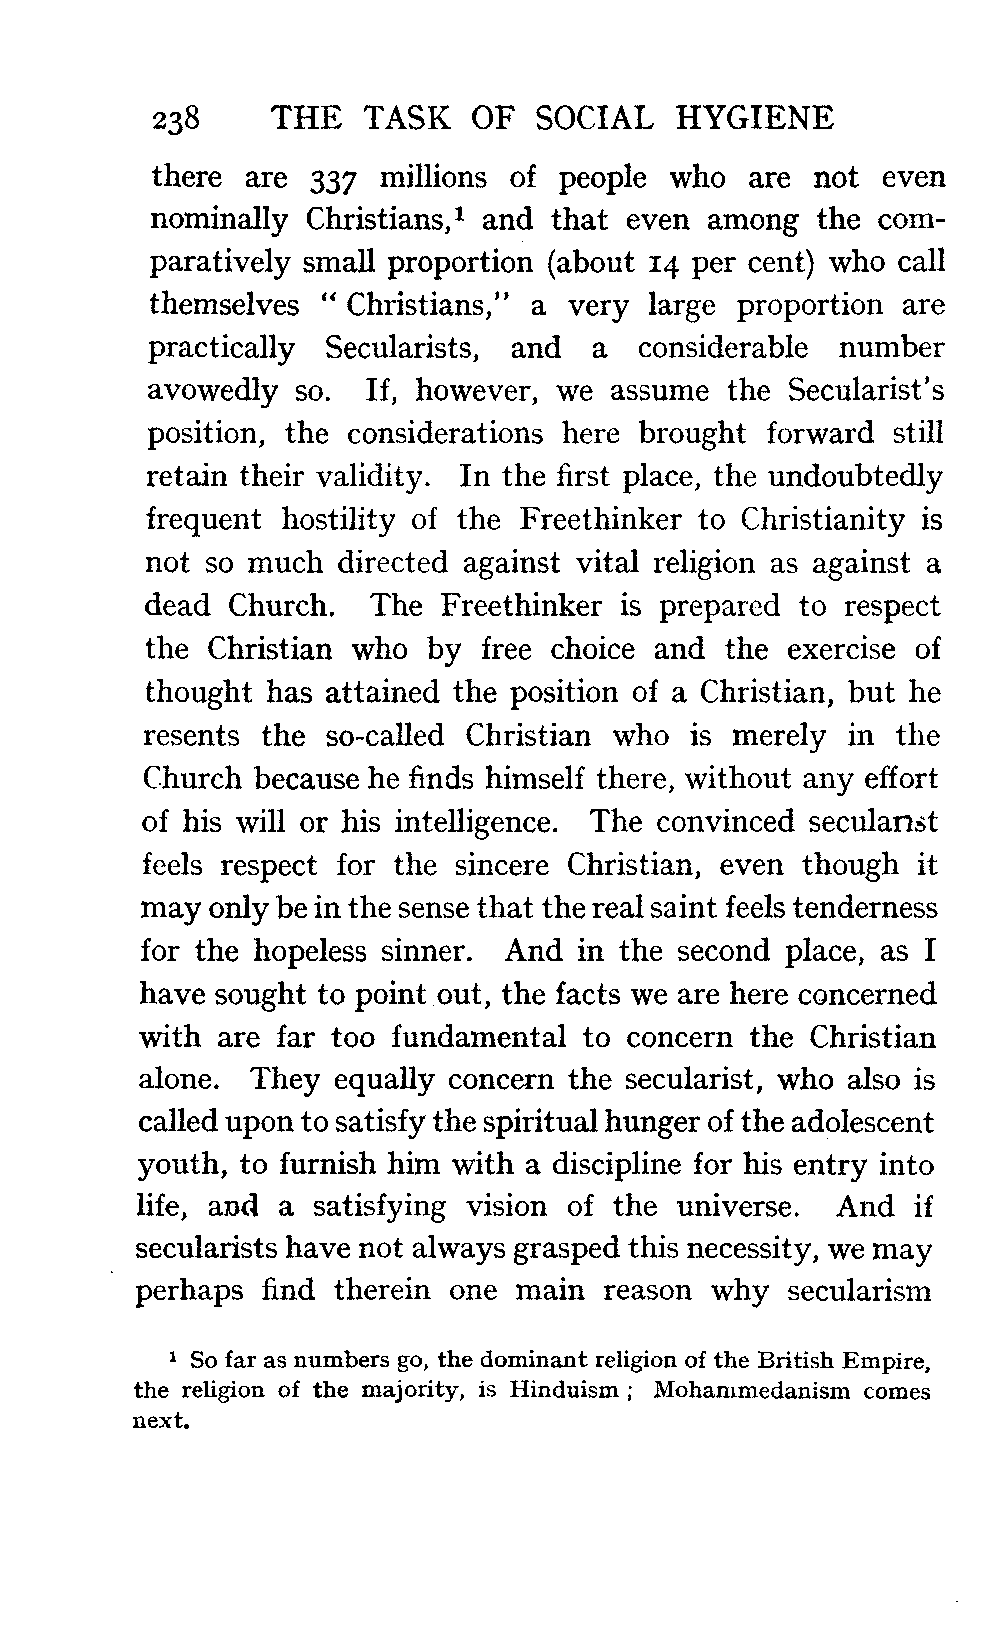 238 THE TASK OF SOCIAL HYGIENE
there are 337 millions of people who are not even
nominally Christians,¹ and that even among the com-
paratively small proportion (about 14 per cent) who call
themselves " Christians," a very large proportion are
practically Secularists, and a considerable number
avowedly so. If, however, we assume the Secularist's
position, the considerations here brought forward still
retain their validity. In the first place, the undoubtedly
frequent hostility of the Freethinker to Christianity is
not so much directed against vital religion as against a
dead Church. The Freethinker is prepared to respect
the Christian who by free choice and the exercise of
thought has attained the position of a Christian, but he
resents the so-called Christian who is merely in the
Church because he finds himself there, without any effort
of his will or his intelligence. The convinced secularist
feels respect for the sincere Christian, even though it
may only be in the sense that the real saint feels tenderness
for the hopeless sinner. And in the second place, as I
have sought to point out, the facts we are here concerned
with are far too fundamental to concern the Christian
alone. They equally concern the secularist, who also is
called upon to satisfy the spiritual hunger of the adolescent
youth, to furnish him with a discipline for his entry into
life, and a satisfying vision of the universe. And if
secularists have not always grasped this necessity, we may
perhaps find therein one main reason why secularism
¹ So far as numbers go, the dominant religion of the British Empire,
the religion of the majority, is Hinduism ; Mohammedanism comes
next.